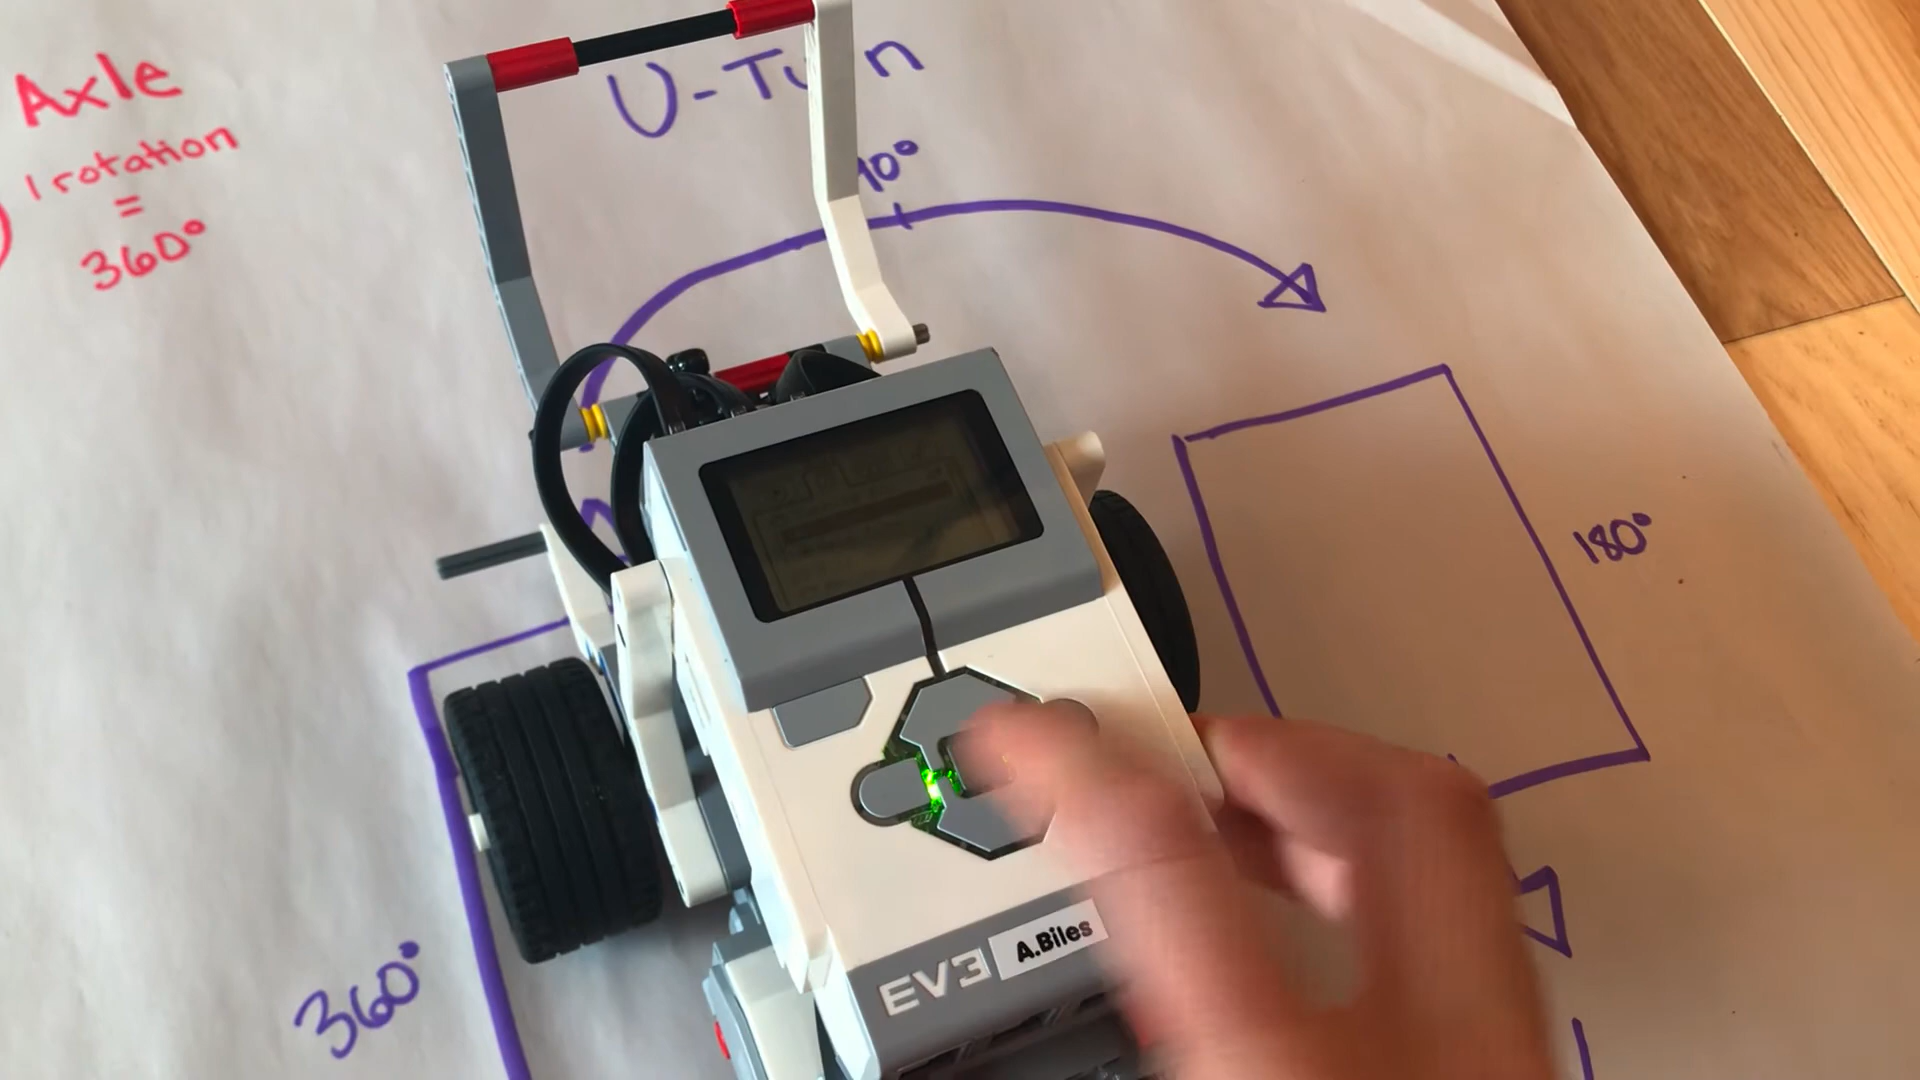 Axle
1 rotation
=
360°
U-Turn
90°
180°
360°
EV3
A.Biles